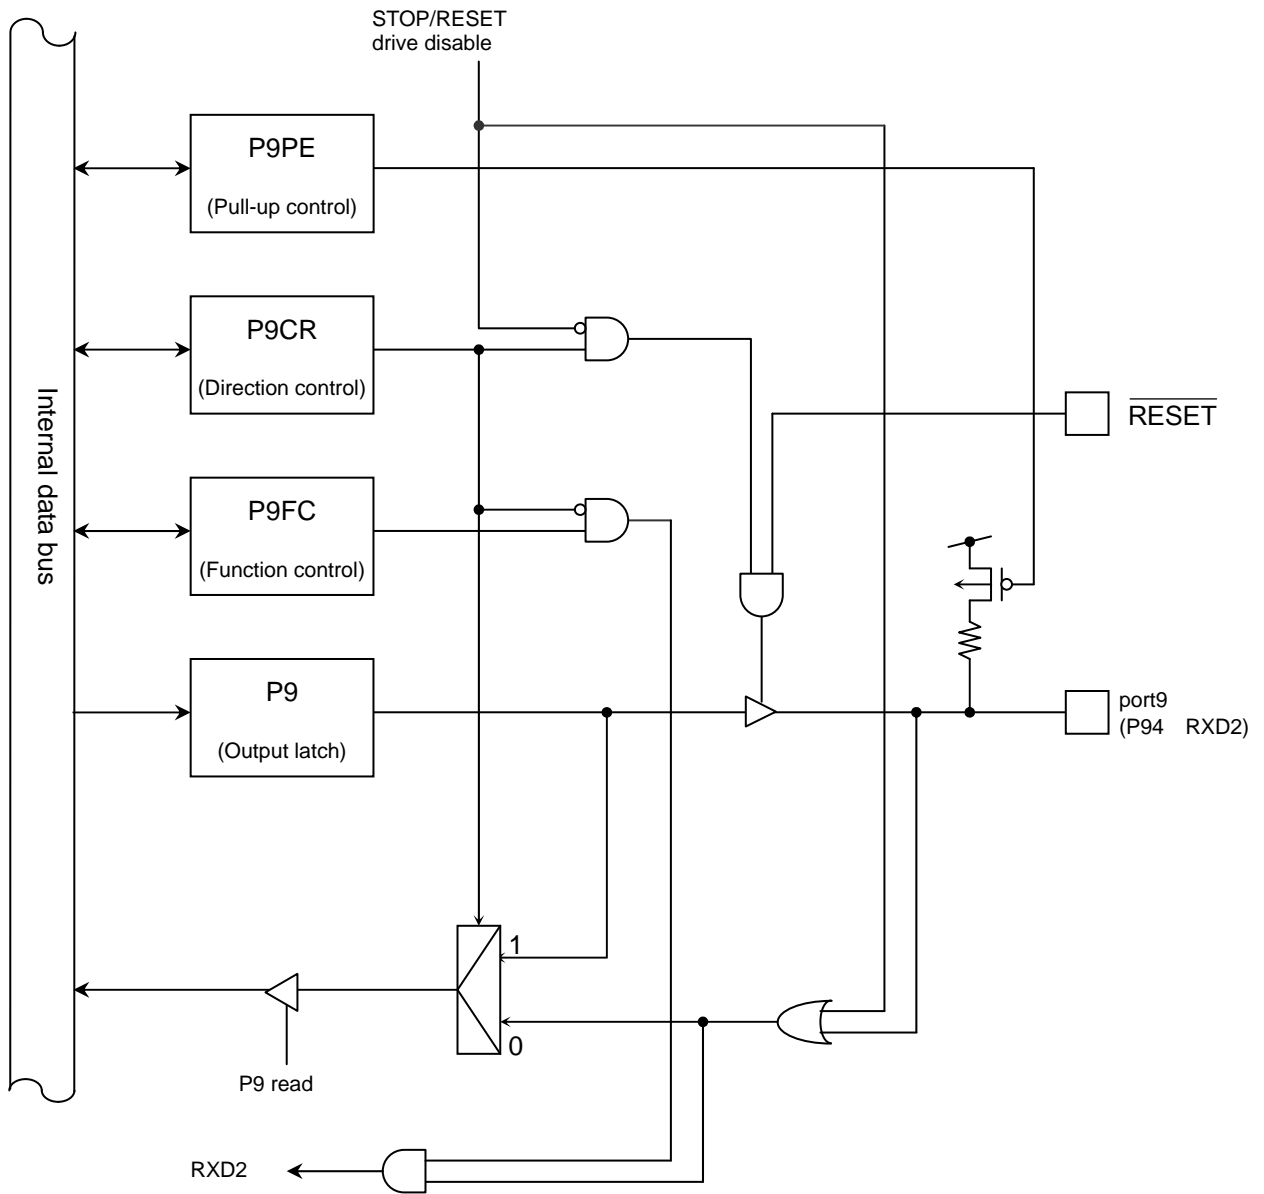 STOP/RESET
drive disable
P9PE
(Pull-up control)
P9CR
(Direction control)
RESET
Internal data bus
P9FC
(Function control)
P9
(Output latch)
port9
(P94 RXD2)
1
0
P9 read
RXD2